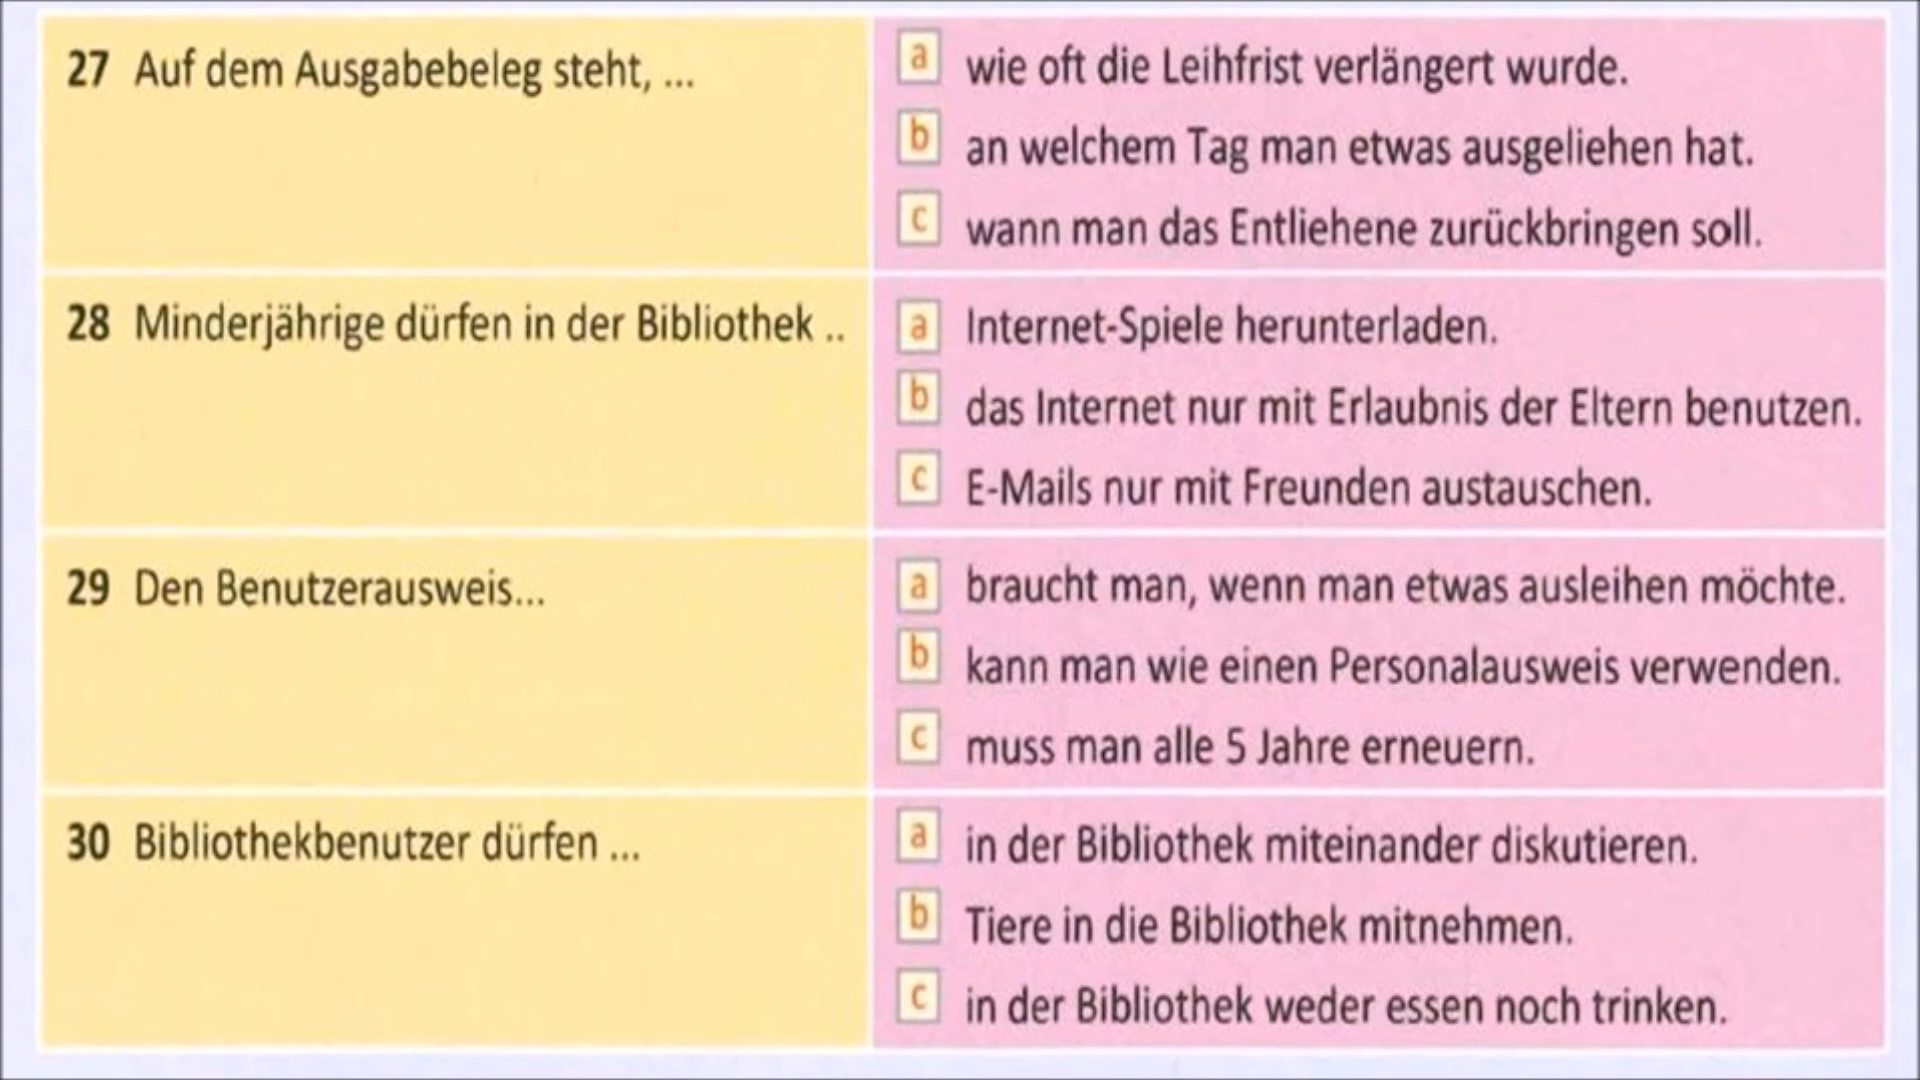 27 Auf dem Ausgabebeleg steht, ...
a wie oft die Leihfrist verlängert wurde.
b an welchem Tag man etwas ausgeliehen hat.
c wann man das Entliehene zurückbringen soll.
28 Minderjährige dürfen in der Bibliothek ..
a Internet-Spiele herunterladen.
b das Internet nur mit Erlaubnis der Eltern benutzen.
c E-Mails nur mit Freunden austauschen.
29 Den Benutzerausweis...
a braucht man, wenn man etwas ausleihen möchte.
b kann man wie einen Personalausweis verwenden.
c muss man alle 5 Jahre erneuern.
30 Bibliothekbenutzer dürfen ...
a in der Bibliothek miteinander diskutieren.
b Tiere in die Bibliothek mitnehmen.
c in der Bibliothek weder essen noch trinken.